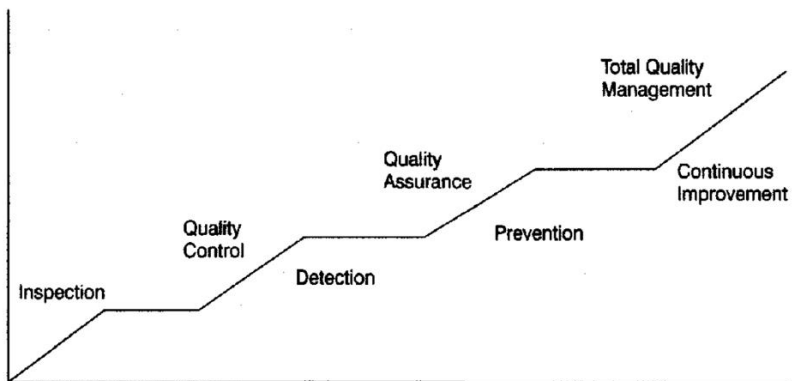 Total Quality
Management
Quality
Assurance
Continuous
Improvement
Quality
Control
Prevention
Detection
Inspection